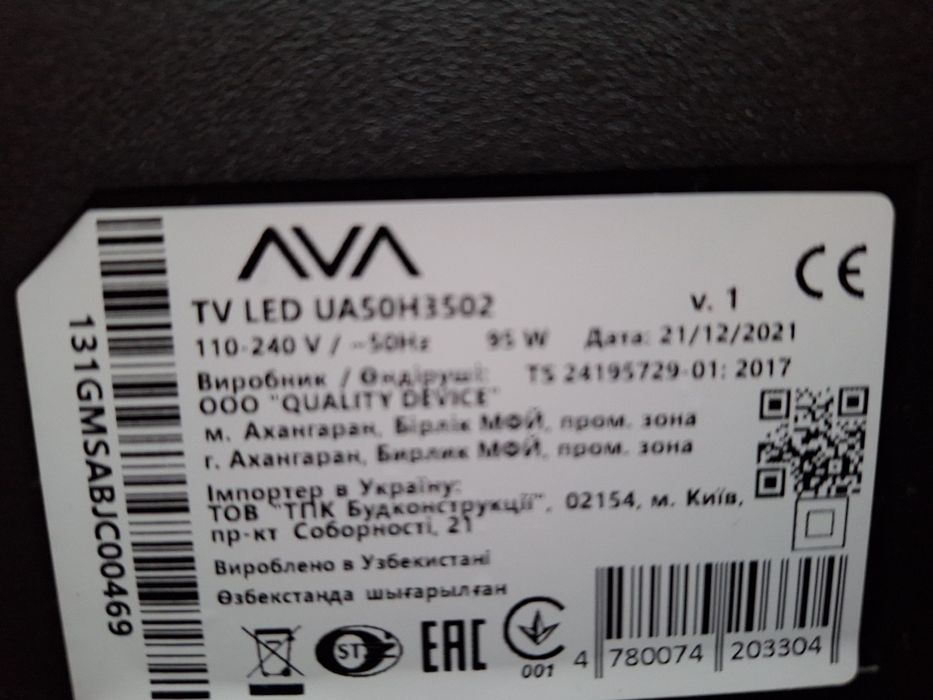 AVA
CE
TV LED UA50H3502 v. 1
110-240 V / ~50Hz 95 W Дата: 21/12/2021
Виробник / Өндіруші: TS 24195729-01: 2017
ООО "QUALITY DEVICE"
м. Ахангаран, Бірлік МФЙ, пром. зона
г. Ахангаран, Бирлик МФЙ, пром. зона
Імпортер в Україну:
ТОВ "ТПК Будконструкції", 02154, м. Київ,
пр-кт Соборності, 21
Вироблено в Узбекистані
Өзбекстанда шығарылған
ST
EAC
001
4 780074 203304
131GMSABJC00469